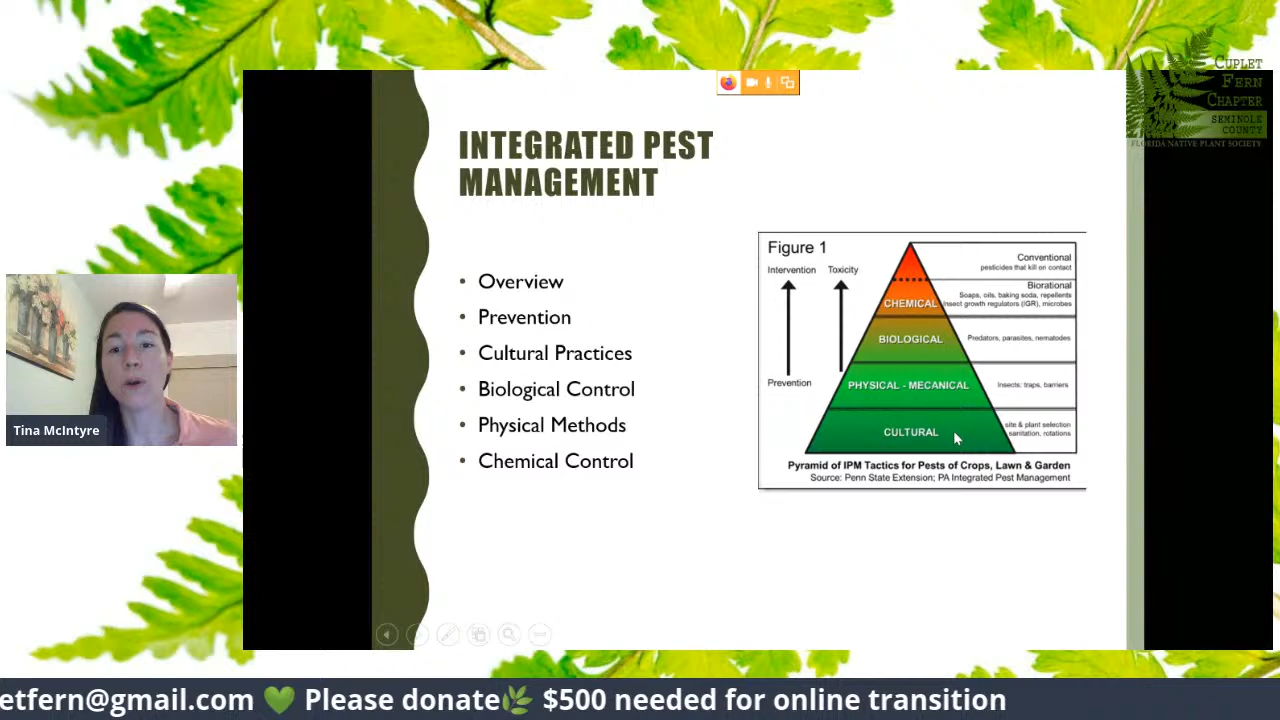 CUPLET
FERN
CHAPTER
SEMINOLE
COUNTY
FLORIDA NATIVE PLANT SOCIETY
INTEGRATED PEST
MANAGEMENT
• Overview
• Prevention
• Cultural Practices
• Biological Control
• Physical Methods
• Chemical Control
Figure 1
Intervention
Toxicity
Prevention
Conventional
pesticides that kill on contact
Biorational
Soaps, oils, baking soda, repellents
Insect growth regulators (IGR), microbes
CHEMICAL
BIOLOGICAL
Predators, parasites, nematodes
PHYSICAL - MECANICAL
Insects: traps, barriers
CULTURAL
site & plant selection
sanitation, rotations
Pyramid of IPM Tactics for Pests of Crops, Lawn & Garden
Source: Penn State Extension; PA Integrated Pest Management
Tina McIntyre
etfern@gmail.com 💚 Please donate🌿 $500 needed for online transition